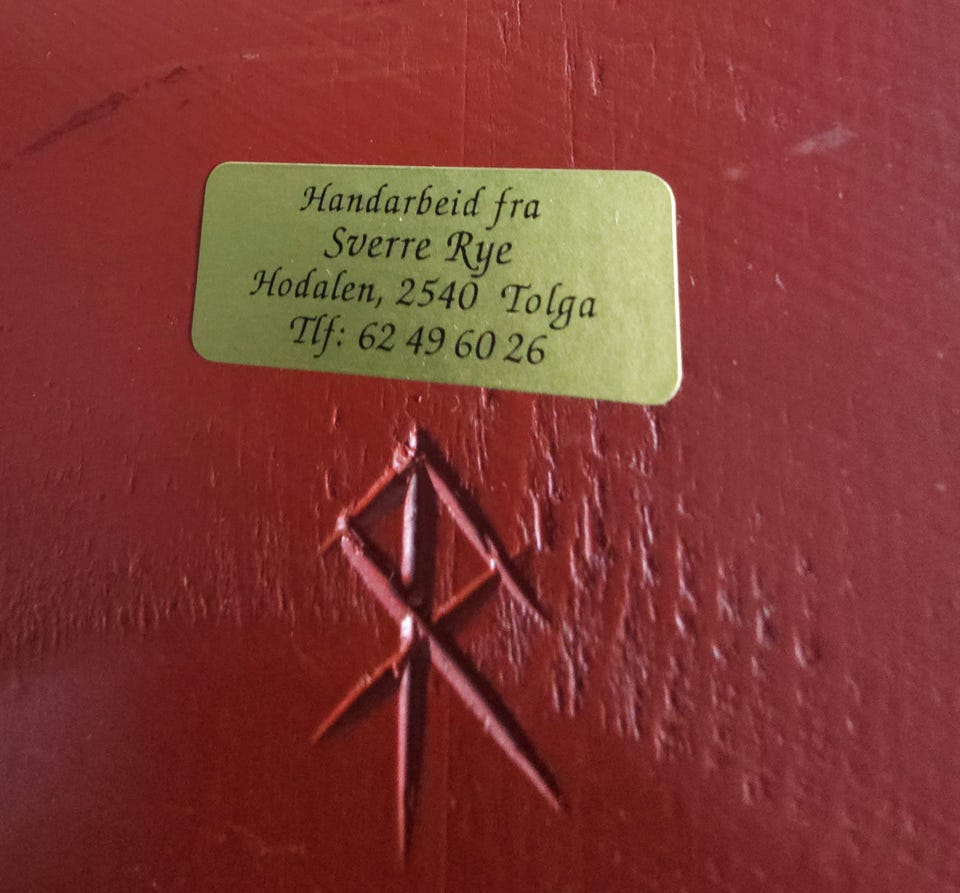 Handarbeid fra
Sverre Rye
Hodalen, 2540 Tolga
Tlf: 62 49 60 26